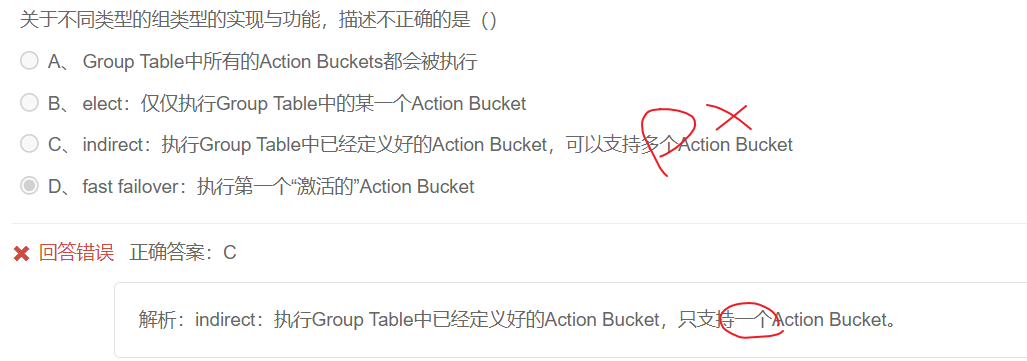 关于不同类型的组类型的实现与功能，描述不正确的是（）
A、 Group Table中所有的Action Buckets都会被执行
B、 elect：仅仅执行Group Table中的某一个Action Bucket
C、 indirect：执行Group Table中已经定义好的Action Bucket，可以支持多个Action Bucket
D、 fast failover：执行第一个“激活的”Action Bucket
回答错误 正确答案：C
解析：indirect：执行Group Table中已经定义好的Action Bucket，只支持一个Action Bucket。